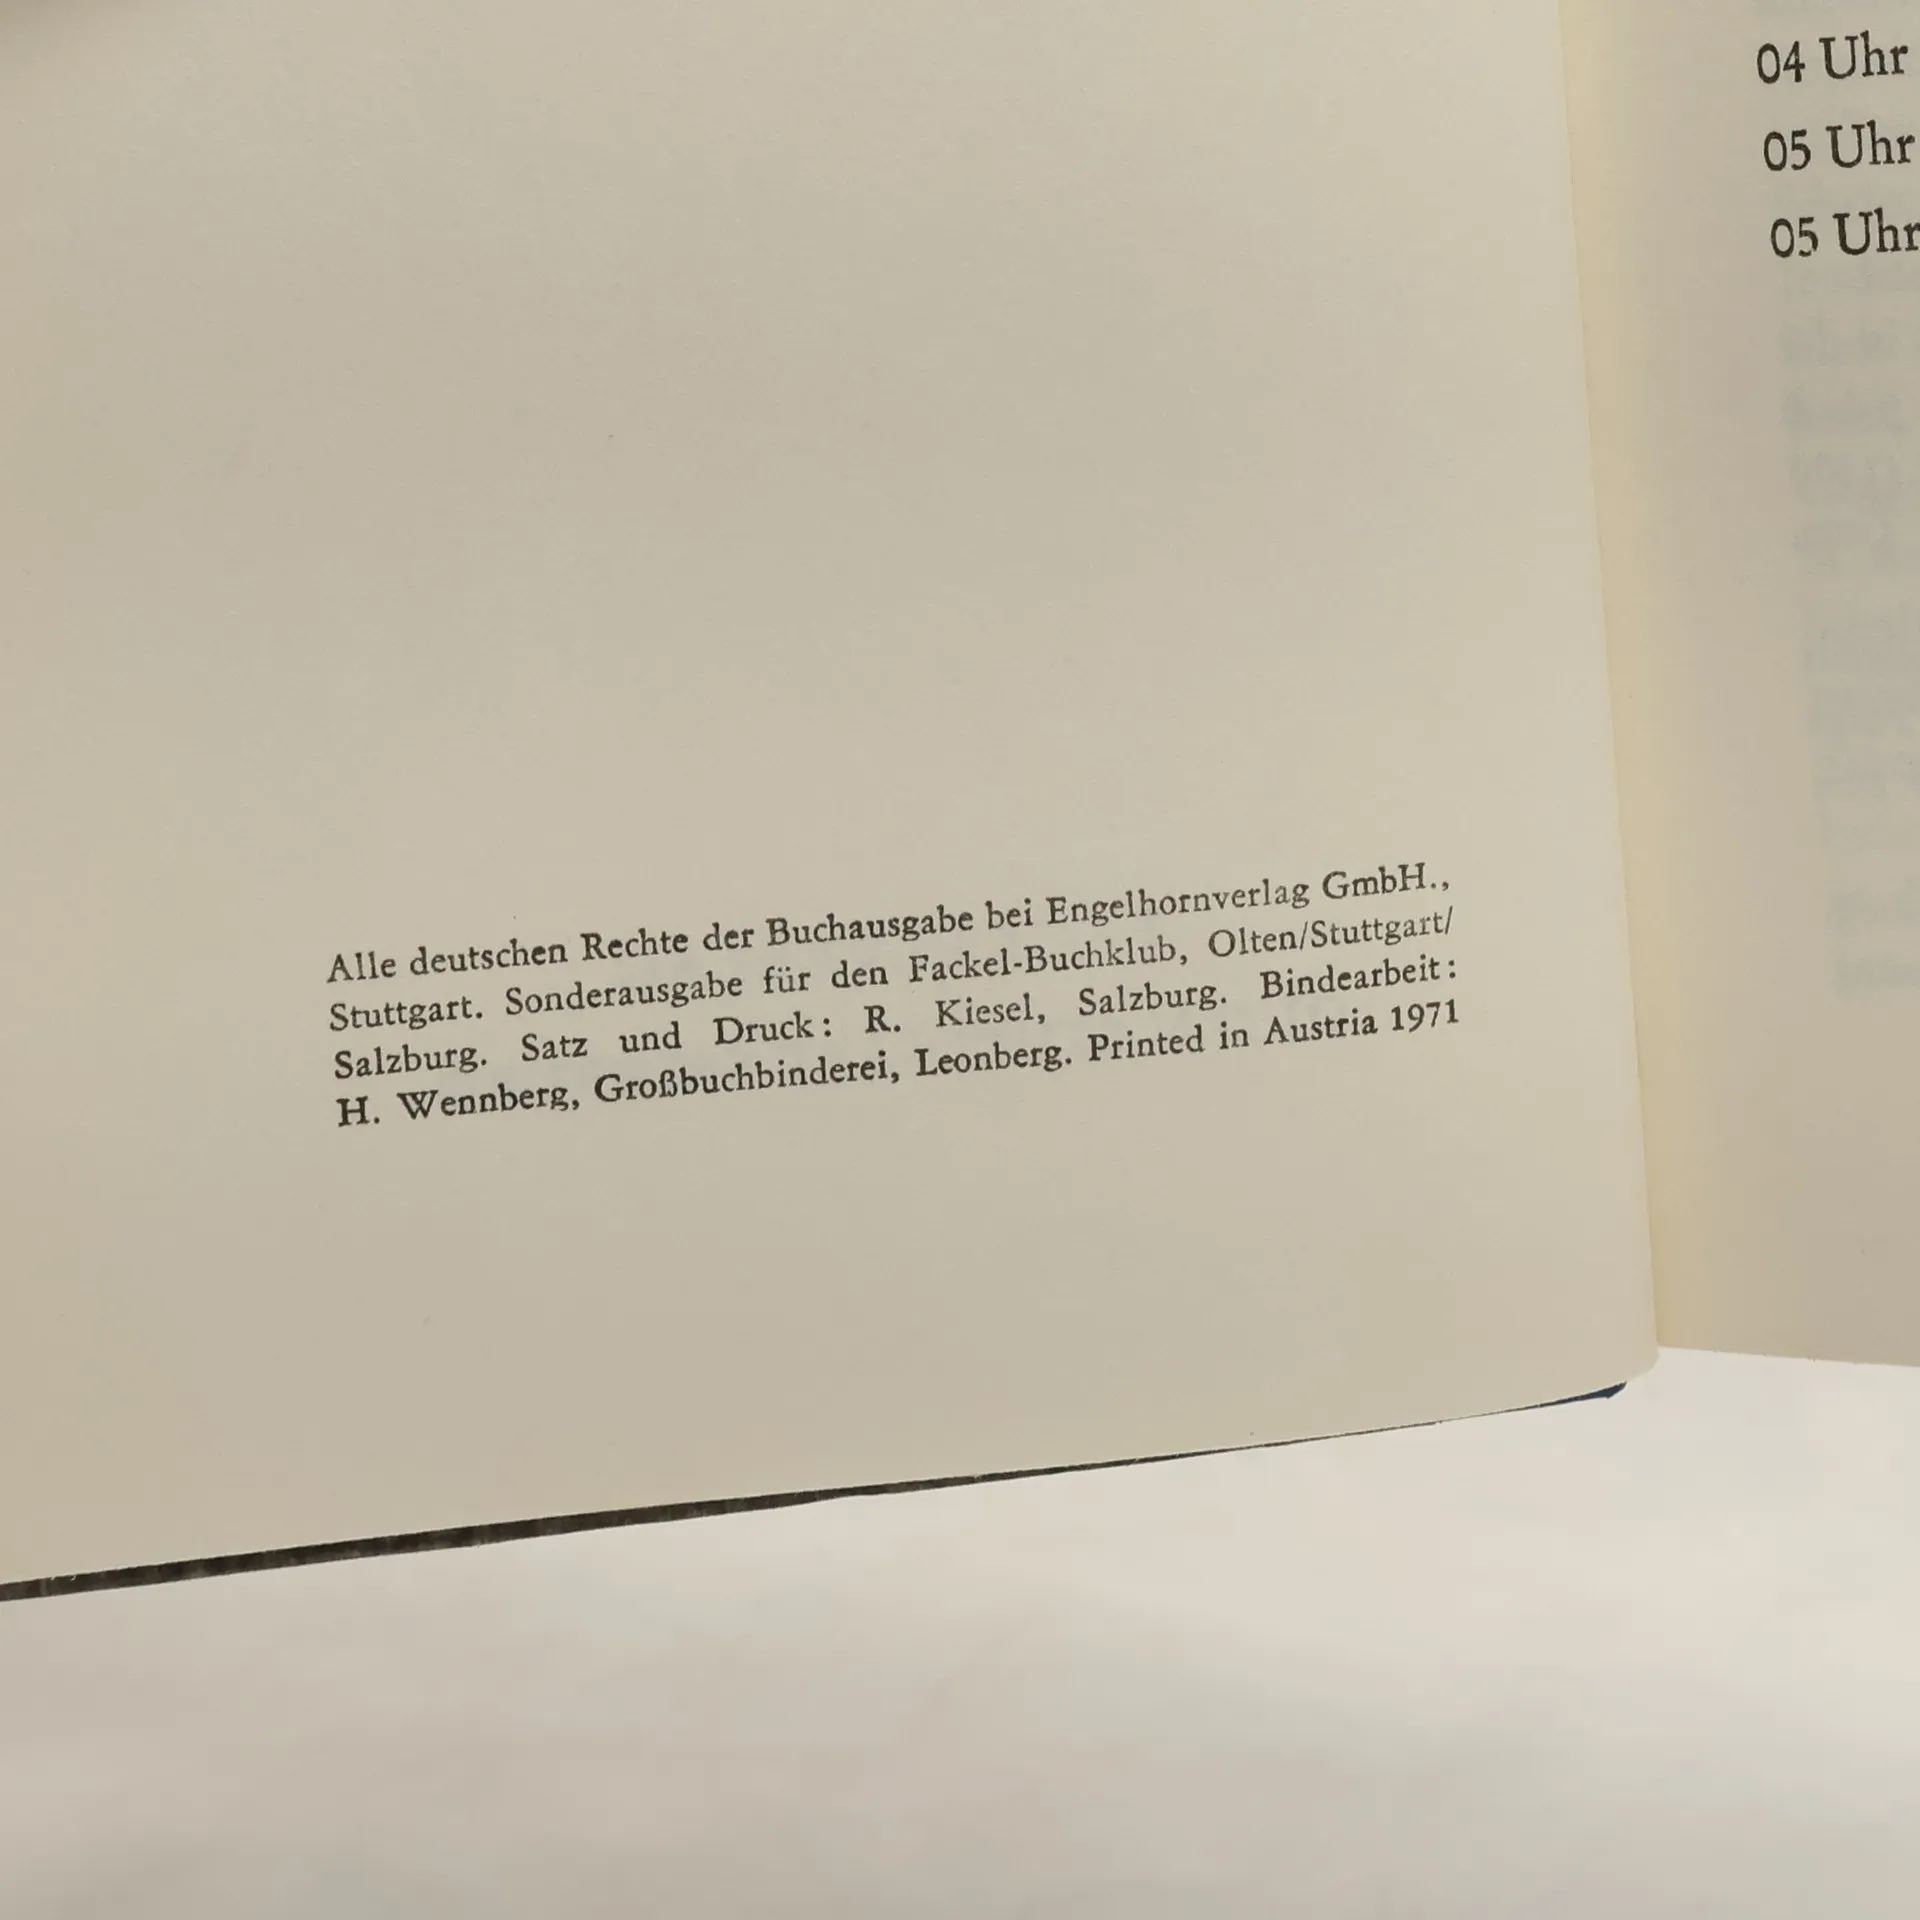 Alle deutschen Rechte der Buchausgabe bei Engelhornverlag GmbH.,
Stuttgart. Sonderausgabe für den Fackel-Buchklub, Olten/Stuttgart/
Salzburg. Satz und Druck: R. Kiesel, Salzburg. Bindearbeit:
H. Wennberg, Großbuchbinderei, Leonberg. Printed in Austria 1971
04 Uhr
05 Uhr
05 Uhr